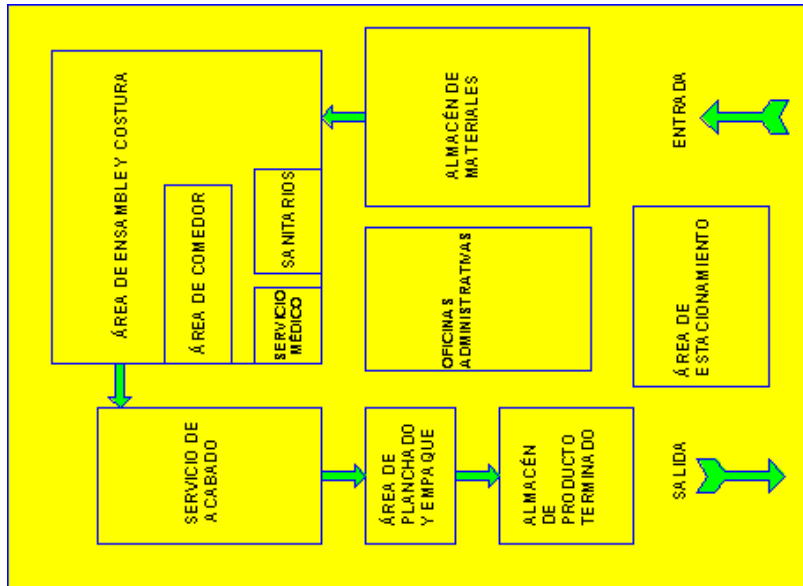 ÁREA DE ENSAMBLE Y COSTURA
ÁREA DE COMEDOR
SERVICIO
MÉDICO
SANITARIOS
ALMACÉN DE
MATERIALES
ENTRADA
OFICINAS
ADMINISTRATIVAS
ÁREA DE
ESTACIONAMIENTO
SERVICIO DE
ACABADO
ÁREA DE
PLANCHADO
Y EMPAQUE
ALMACÉN
DE
PRODUCTO
TERMINADO
SALIDA